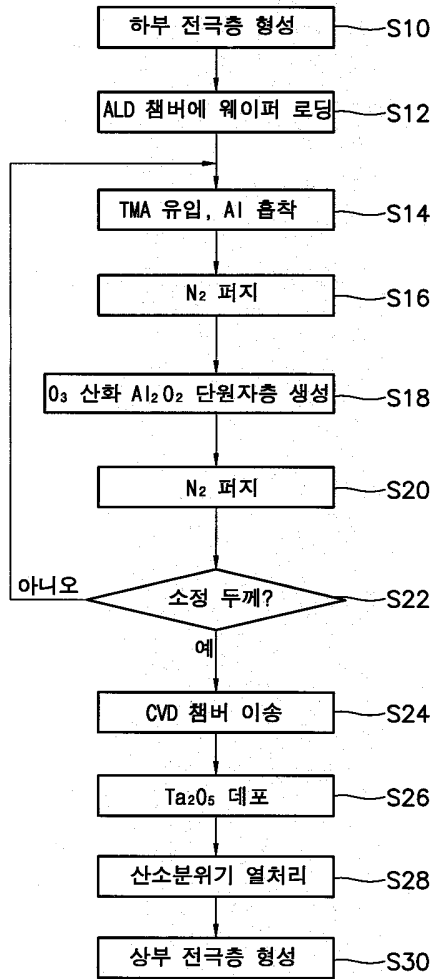 하부 전극층 형성 S10
ALD 챔버에 웨이퍼 로딩 S12
TMA 유입, Al 흡착 S14
N₂ 퍼지 S16
O₃ 산화 Al₂O₂ 단원자층 생성 S18
N₂ 퍼지 S20
소정 두께? S22
아니오
예
CVD 챔버 이송 S24
Ta₂O₅ 데포 S26
산소분위기 열처리 S28
상부 전극층 형성 S30